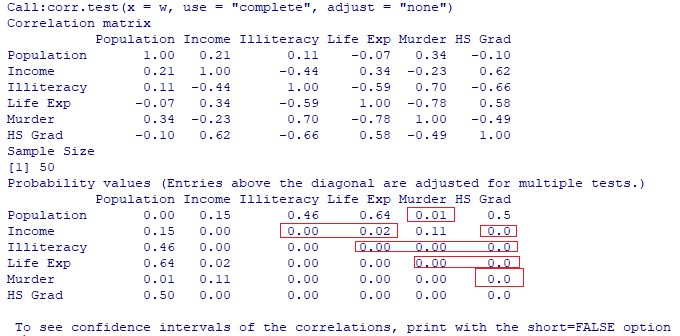 Call:corr.test(x = w, use = "complete", adjust = "none")
Correlation matrix
Population Income Illiteracy Life Exp Murder HS Grad
Population 1.00 0.21 0.11 -0.07 0.34 -0.10
Income 0.21 1.00 -0.44 0.34 -0.23 0.62
Illiteracy 0.11 -0.44 1.00 -0.59 0.70 -0.66
Life Exp -0.07 0.34 -0.59 1.00 -0.78 0.58
Murder 0.34 -0.23 0.70 -0.78 1.00 -0.49
HS Grad -0.10 0.62 -0.66 0.58 -0.49 1.00
Sample Size
[1] 50
Probability values (Entries above the diagonal are adjusted for multiple tests.)
Population Income Illiteracy Life Exp Murder HS Grad
Population 0.00 0.15 0.46 0.64 0.01 0.5
Income 0.15 0.00 0.00 0.02 0.11 0.0
Illiteracy 0.46 0.00 0.00 0.00 0.00 0.0
Life Exp 0.64 0.02 0.00 0.00 0.00 0.0
Murder 0.01 0.11 0.00 0.00 0.00 0.0
HS Grad 0.50 0.00 0.00 0.00 0.00 0.0
To see confidence intervals of the correlations, print with the short=FALSE option